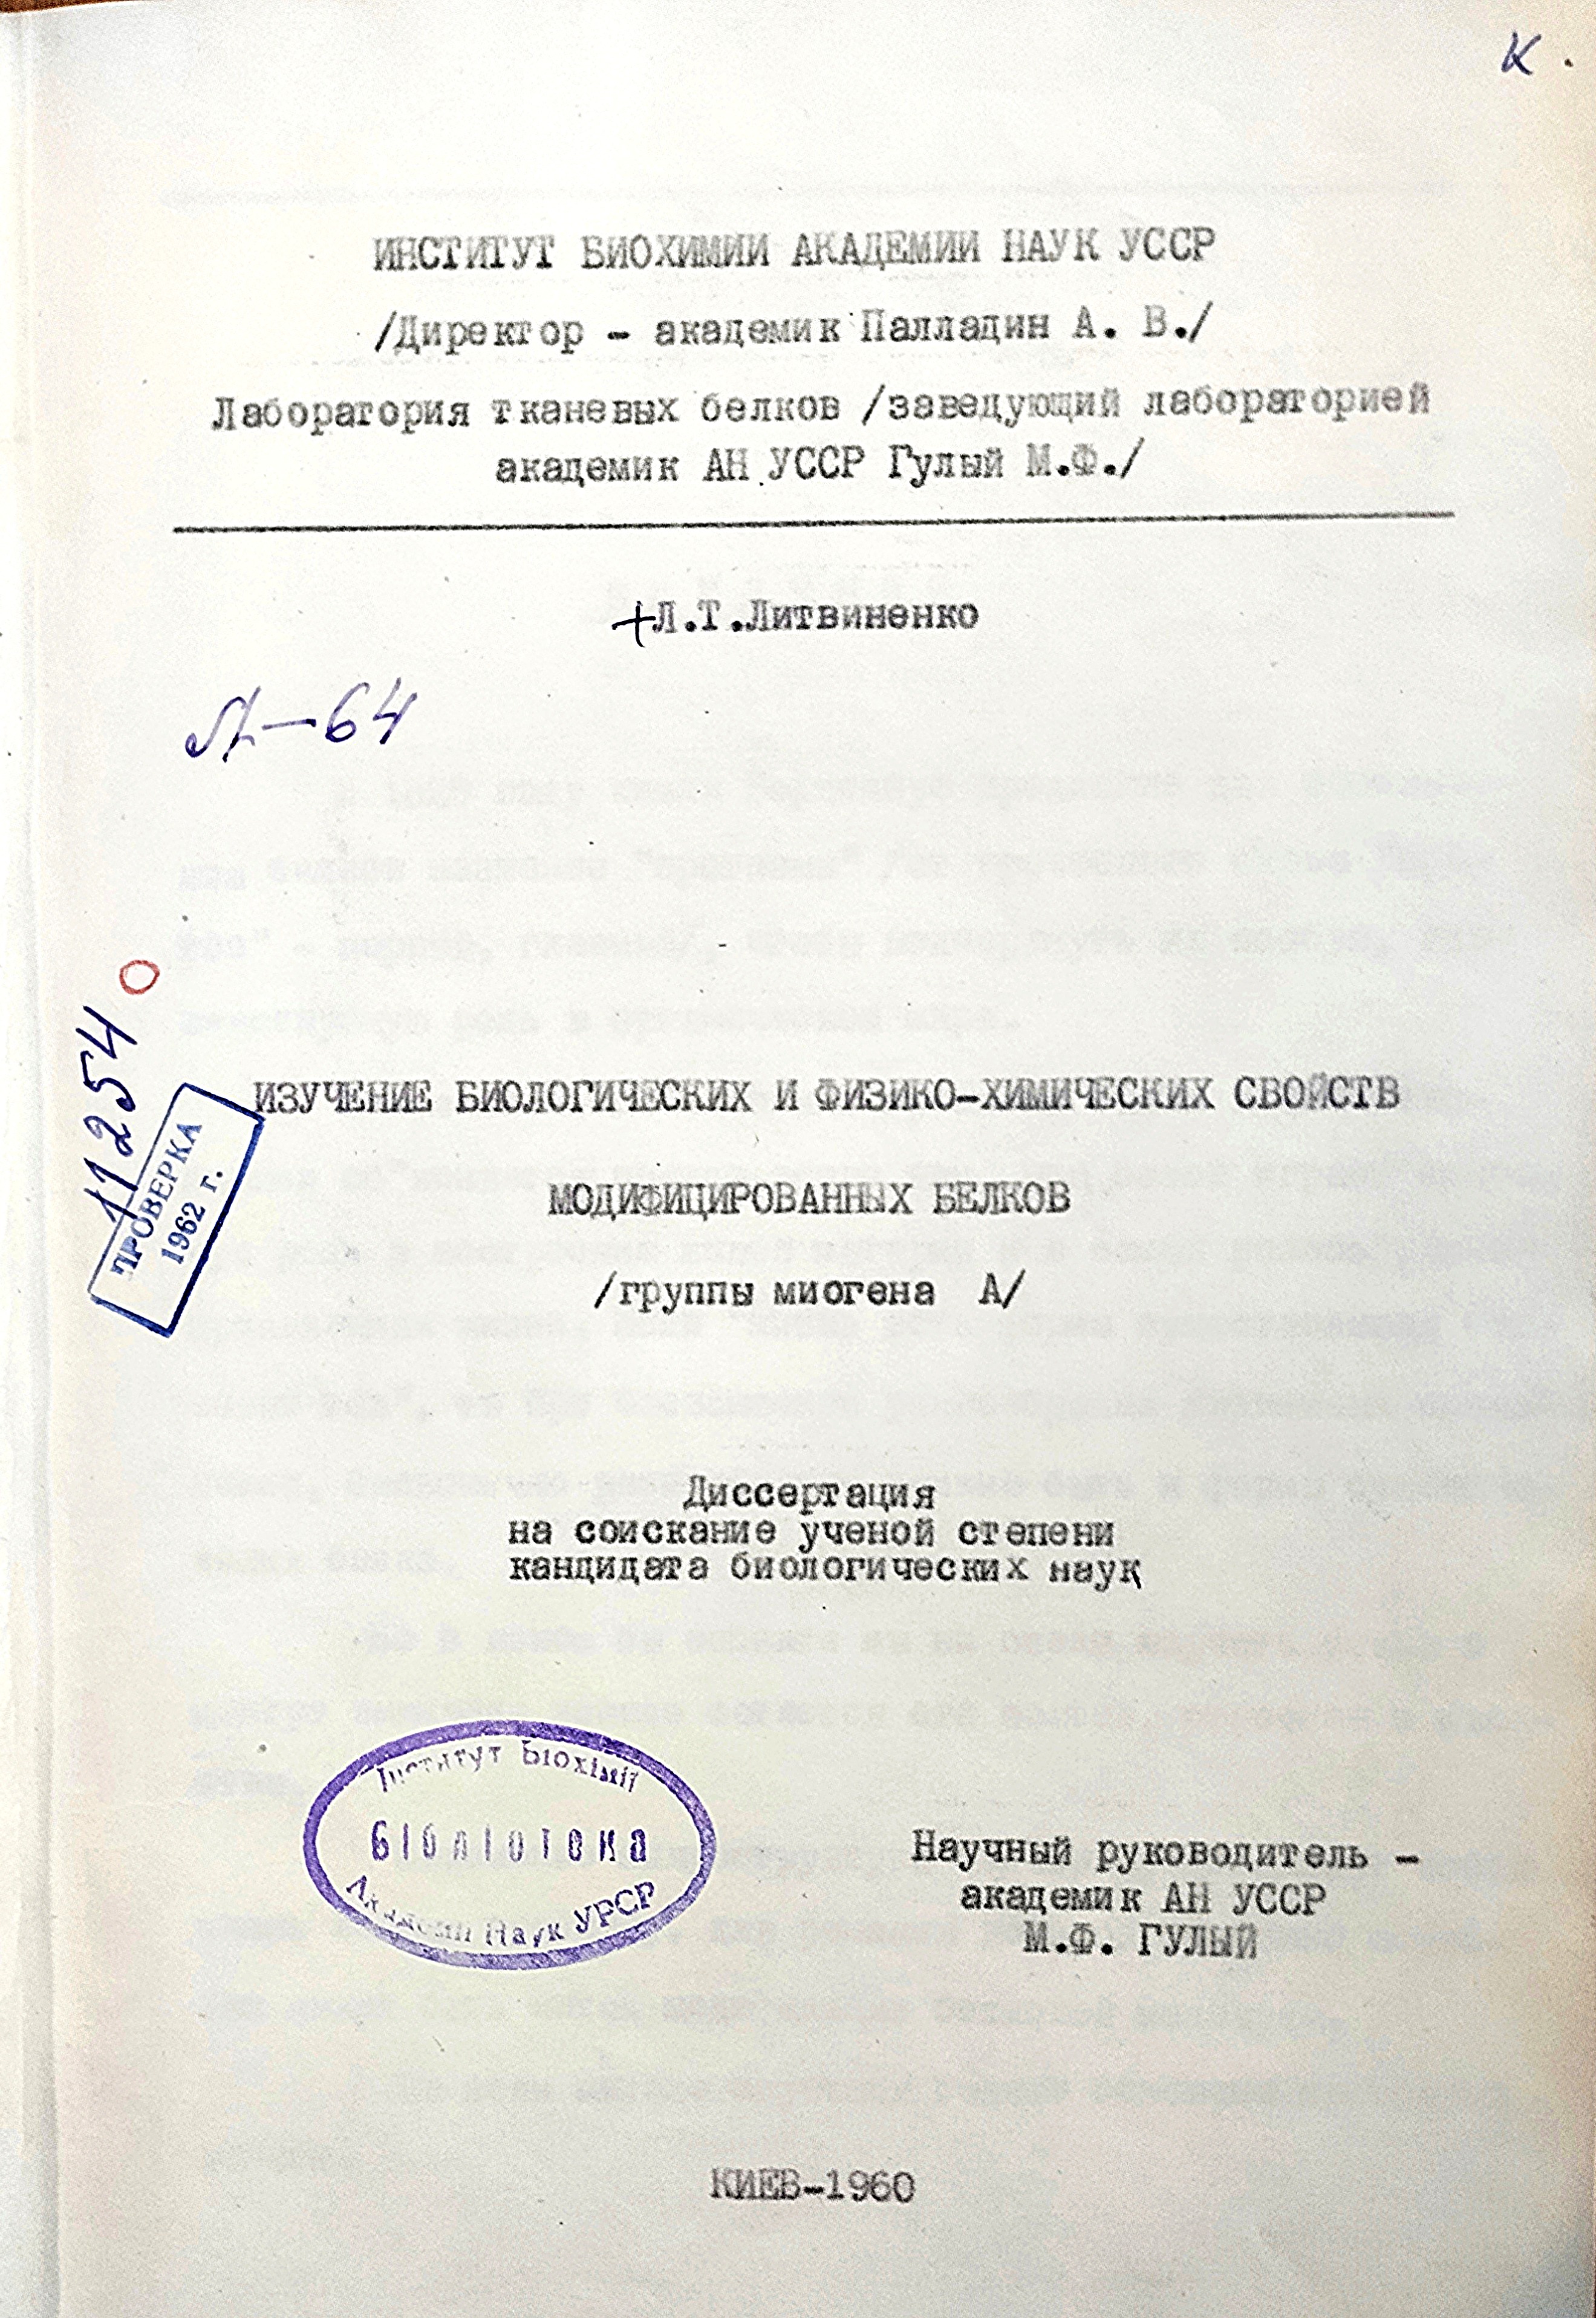 К.
ИНСТИТУТ БИОХИМИИ АКАДЕМИИ НАУК УССР
/Директор - академик Палладин А. В./
Лаборатория тканевых белков /заведующий лабораторией
академик АН УССР Гулый М.Ф./
+Л.Т.Литвиненко
Л-64
11254
ПРОВЕРКА
1962 г.
ИЗУЧЕНИЕ БИОЛОГИЧЕСКИХ И ФИЗИКО-ХИМИЧЕСКИХ СВОЙСТВ
МОДИФИЦИРОВАННЫХ БЕЛКОВ
/группы миогена А/
Диссертация
на соискание ученой степени
кандидата биологических наук
Інститут Біохімії
бібліотека
Академії Наук УРСР
Научный руководитель -
академик АН УССР
М.Ф. ГУЛЫЙ
КИЕВ-1960